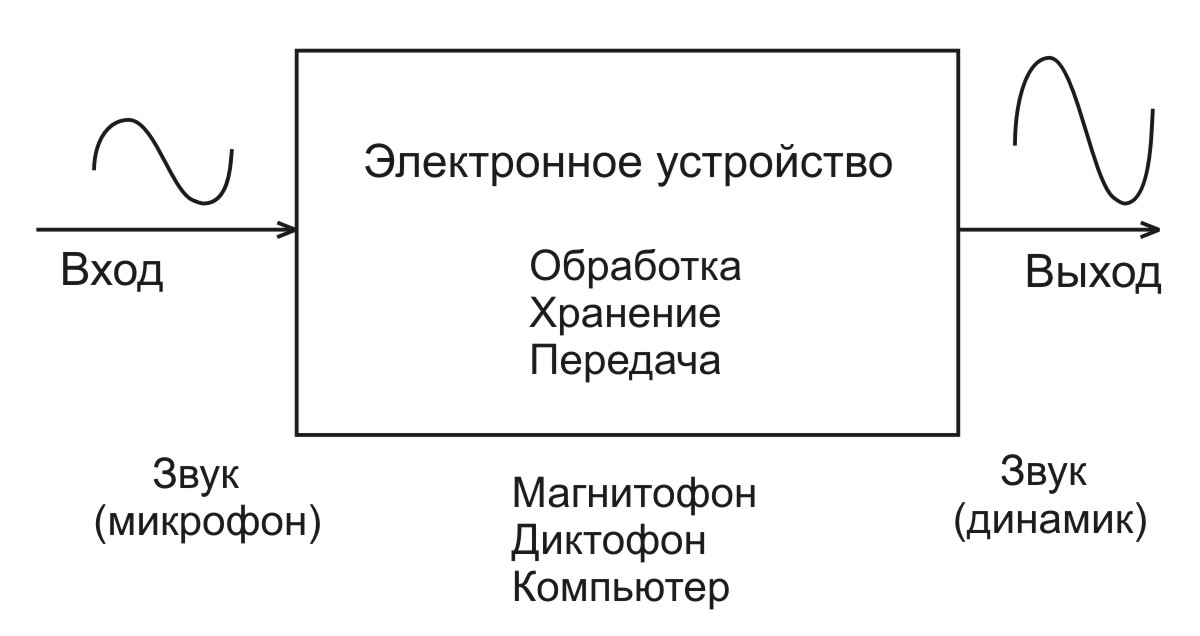 Электронное устройство
Вход
Обработка
Хранение
Передача
Выход
Звук
(микрофон)
Магнитофон
Диктофон
Компьютер
Звук
(динамик)